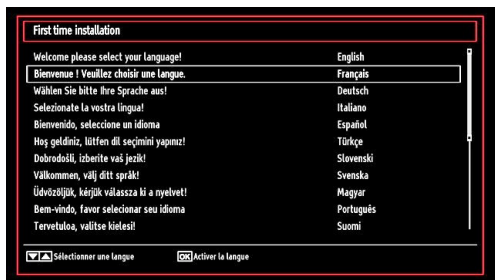 First time installation
Welcome please select your language! English
Bienvenue ! Veuillez choisir une langue. Français
Wählen Sie bitte Ihre Sprache aus! Deutsch
Selezionate la vostra lingua! Italiano
Bienvenido, seleccione un idioma Español
Hoş geldiniz, lütfen dil seçimini yapınız! Türkçe
Dobrodošli, izberite vaš jezik! Slovenski
Välkommen, välj ditt språk! Svenska
Üdvözöljük, kérjük válassza ki a nyelvet! Magyar
Bem-vindo, favor selecionar seu idioma Português
Tervetuloa, valitse kielesi! Suomi
Sélectionner une langue OK Activer la langue